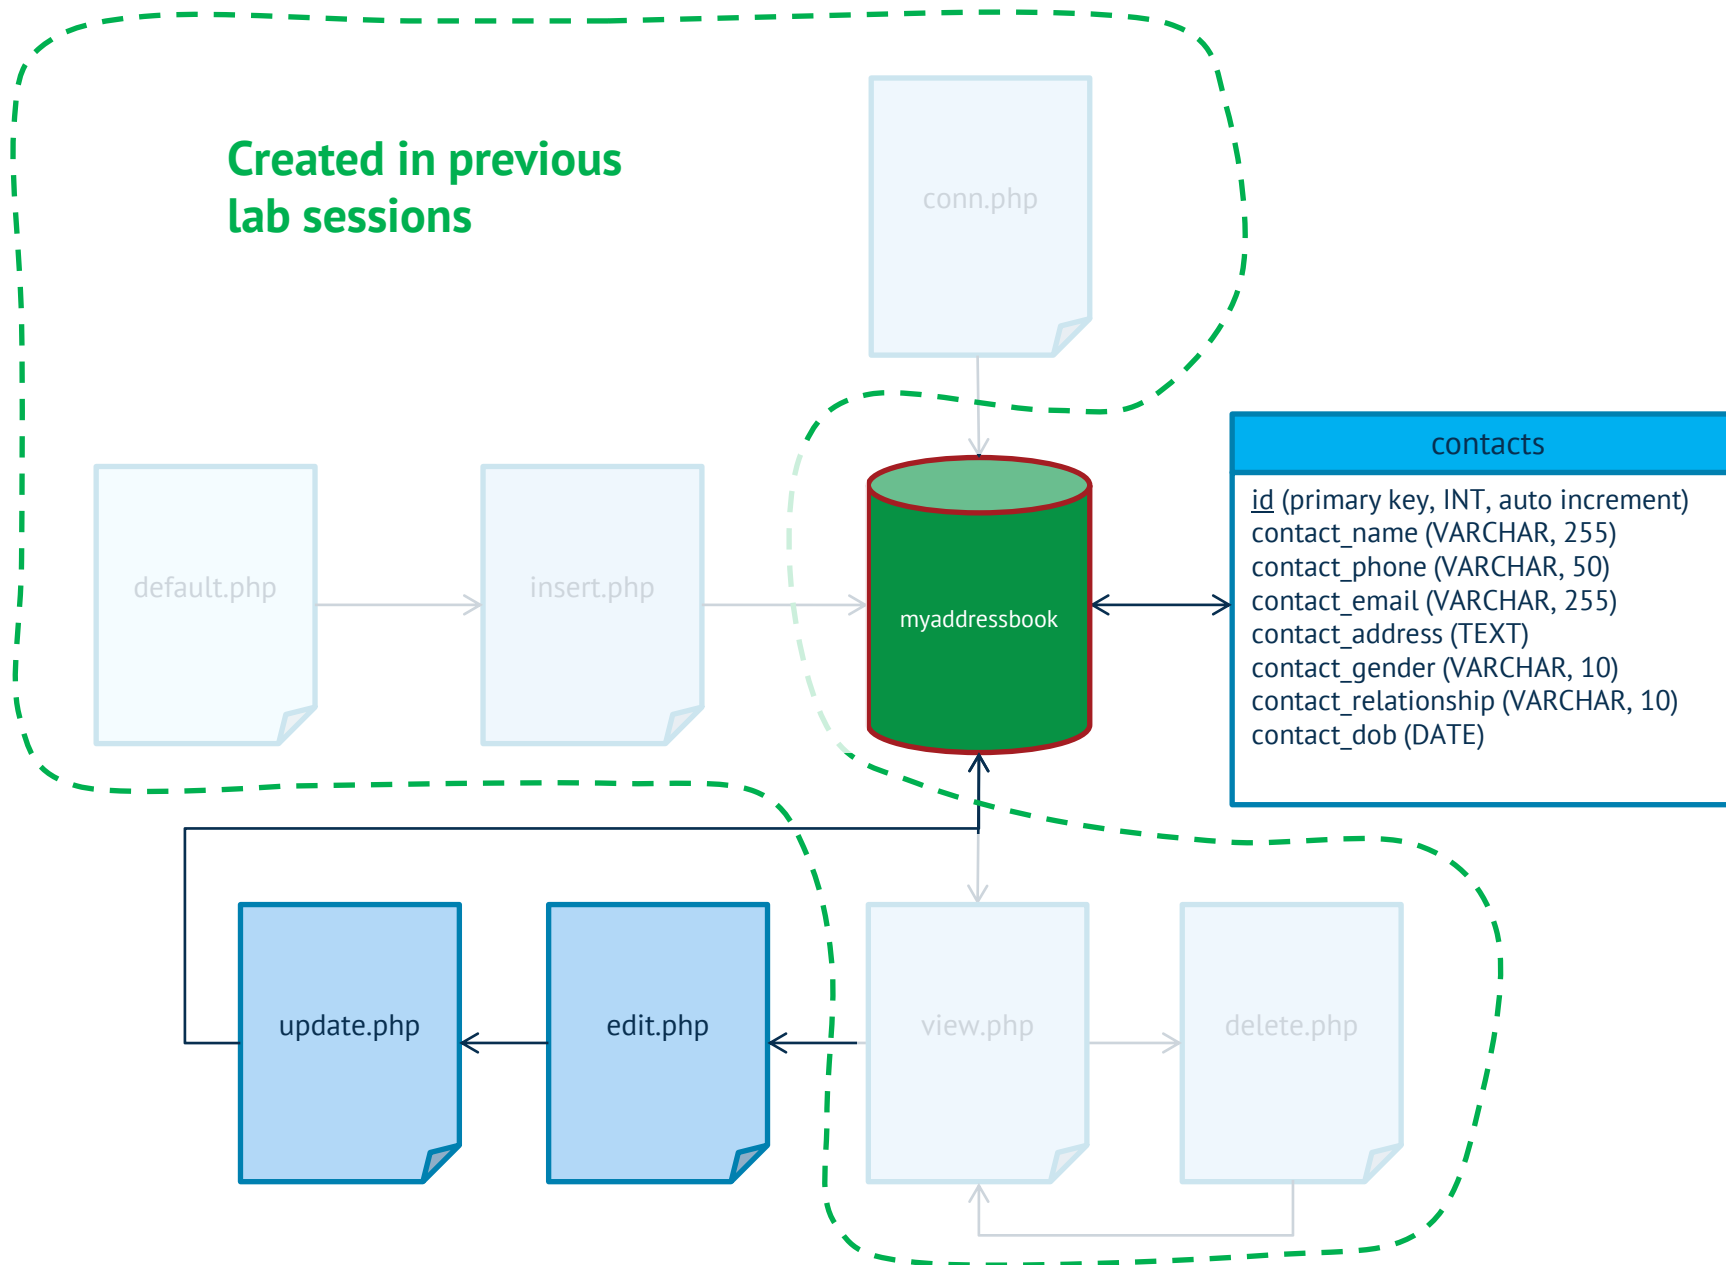 Created in previous
lab sessions
conn.php
default.php
insert.php
myaddressbook
contacts
id (primary key, INT, auto increment)
contact_name (VARCHAR, 255)
contact_phone (VARCHAR, 50)
contact_email (VARCHAR, 255)
contact_address (TEXT)
contact_gender (VARCHAR, 10)
contact_relationship (VARCHAR, 10)
contact_dob (DATE)
update.php
edit.php
view.php
delete.php